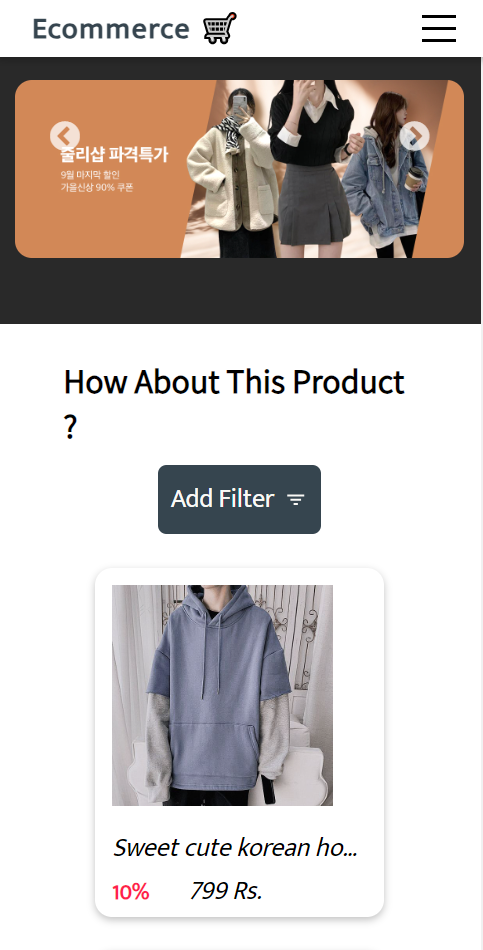 Ecommerce
줄리샵 파격특가
9월 마지막 할인
가을신상 90% 쿠폰
How About This Product
?
Add Filter
Sweet cute korean ho...
10% 799 Rs.